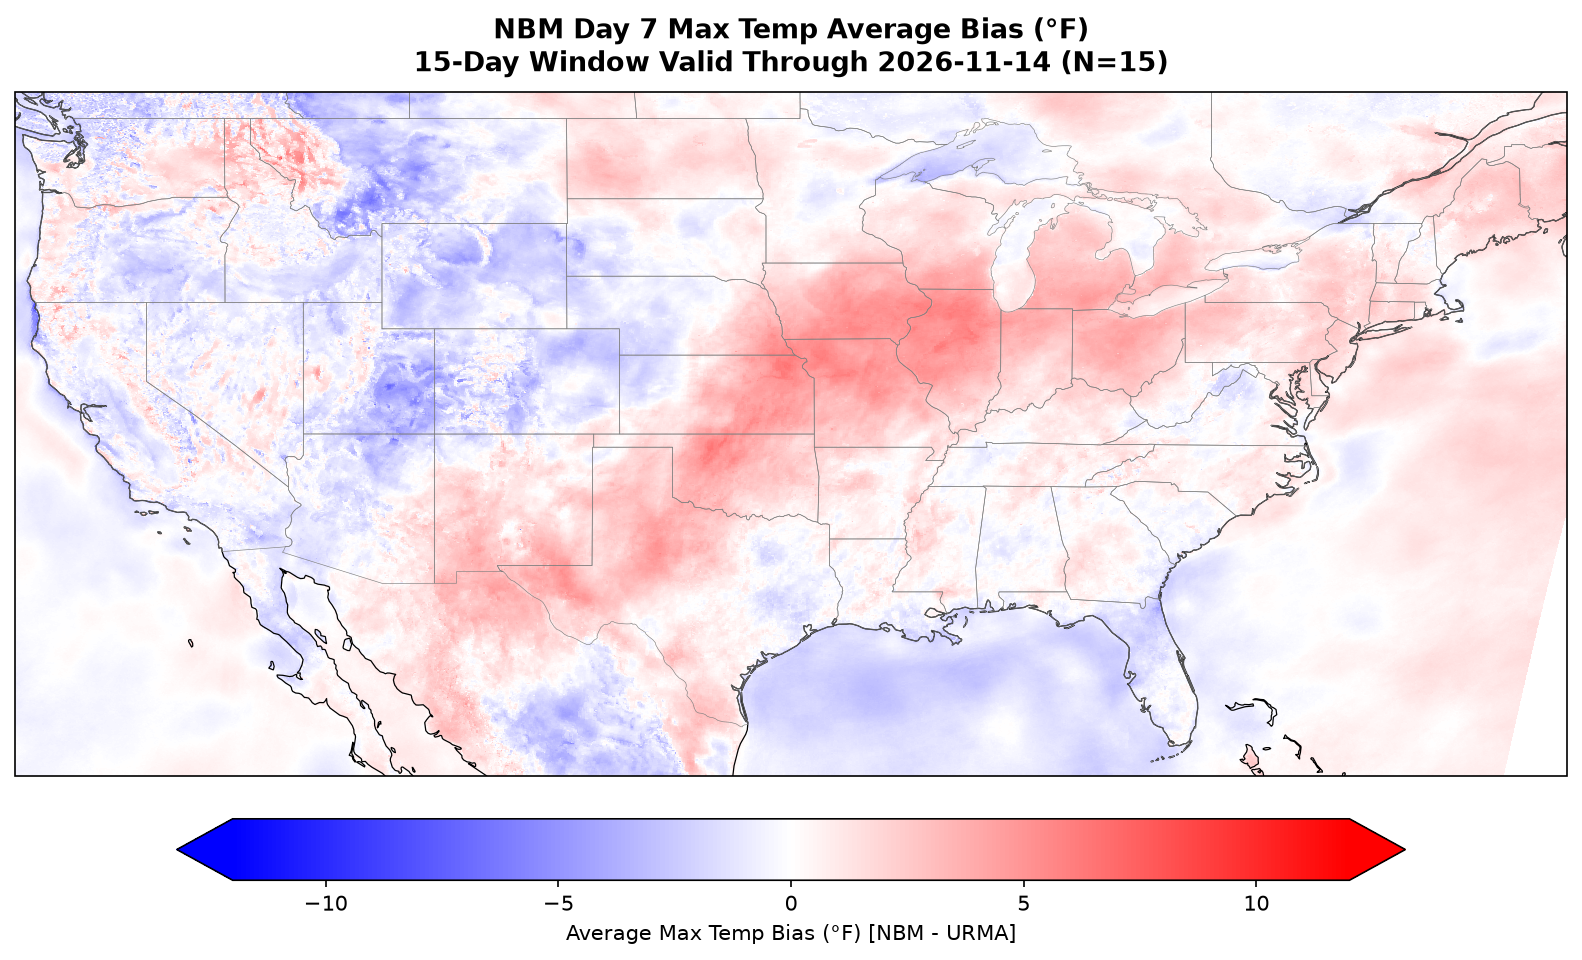 NBM Day 7 Max Temp Average Bias (°F)
15-Day Window Valid Through 2026-11-14 (N=15)
−10 −5 0 5 10
Average Max Temp Bias (°F) [NBM - URMA]